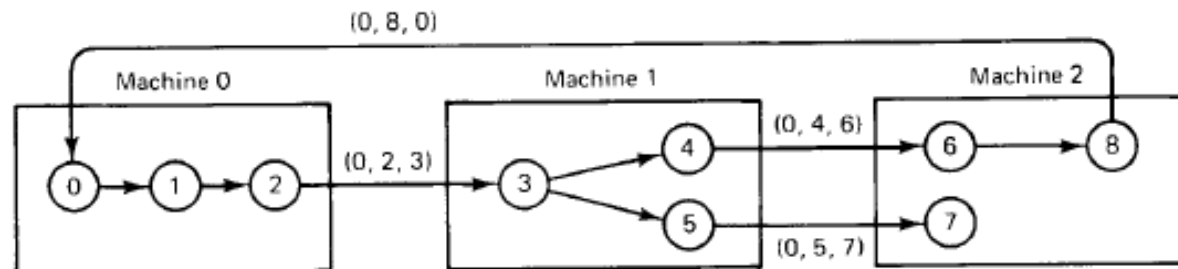 (0, 8, 0)
Machine 0
Machine 1
Machine 2
(0, 2, 3)
(0, 4, 6)
0
1
2
3
4
5
6
8
7
(0, 5, 7)